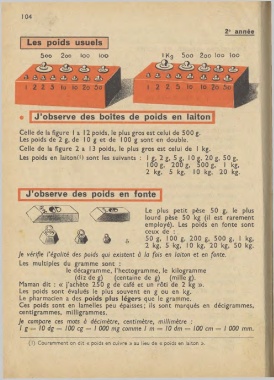 104
2e année
Les poids usuels
500 200 100 100
1 Kg 500 200 100 100
1 2 2 5 10 10 20 50
1 2 2 5 10 10 20 50
J'observe des boîtes de poids en laiton
Celle de la figure 1 a 12 poids, le plus gros est celui de 500 g.
Les poids de 2 g, de 10 g et de 100 g sont en double.
Celle de la figure 2 a 13 poids, le plus gros est celui de 1 kg.
Les poids en laiton(1) sont les suivants : 1 g, 2 g, 5 g, 10 g, 20 g, 50 g,
100 g, 200 g, 500 g, 1 kg,
2 kg, 5 kg, 10 kg, 20 kg.
J'observe des poids en fonte
Le plus petit pèse 50 g, le plus
lourd pèse 50 kg (il est rarement
employé). Les poids en fonte sont
ceux de :
50 g, 100 g, 200 g, 500 g, 1 kg,
2 kg, 5 kg, 10 kg, 20 kg, 50 kg.
Je vérifie l'égalité des poids qui existent à la fois en laiton et en fonte.
Les multiples du gramme sont :
le décagramme, l'hectogramme, le kilogramme
(diz de g) (centaine de g) (mille g).
Maman dit : « j'achète 250 g de café et un rôti de 2 kg ».
Les poids sont évalués le plus souvent en g ou en kg.
Le pharmacien a des poids plus légers que le gramme.
Ces poids sont en lamelles peu épaisses; ils sont marqués en décigrammes,
centigrammes, milligrammes.
Je compare ces mots à décimètre, centimètre, millimètre :
1 g = 10 dg = 100 cg = 1 000 mg comme 1 m = 10 dm = 100 cm = 1 000 mm.
(1) Couramment on dit « poids en cuivre » au lieu de « poids en laiton ».